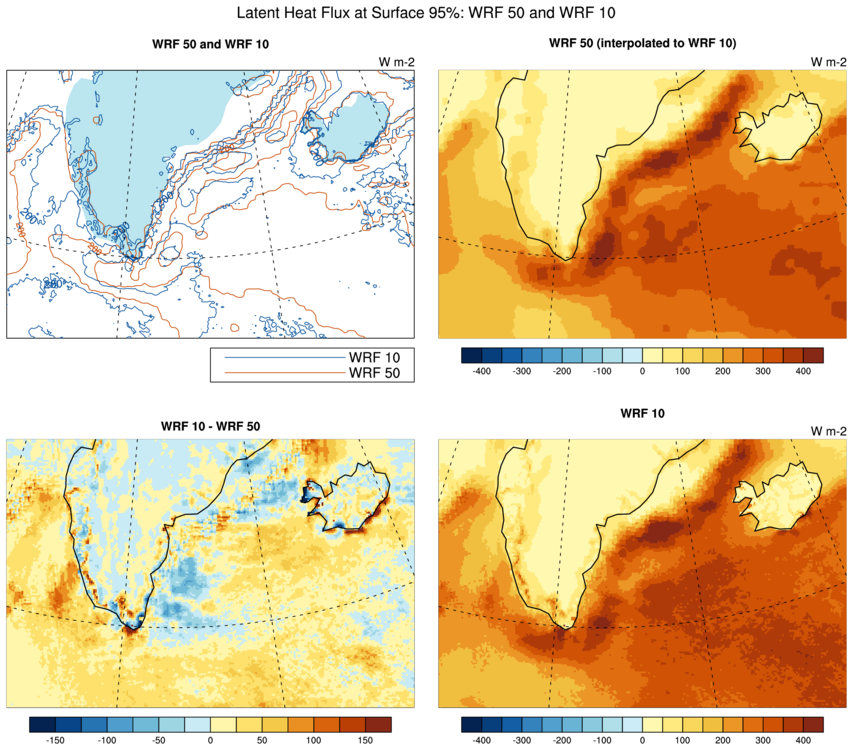 Latent Heat Flux at Surface 95%: WRF 50 and WRF 10
WRF 50 and WRF 10
WRF 50 (interpolated to WRF 10)
W m-2
W m-2
WRF 10
WRF 50
-400 -300 -200 -100 0 100 200 300 400
WRF 10 - WRF 50
WRF 10
W m-2
-150 -100 -50 0 50 100 150
-400 -300 -200 -100 0 100 200 300 400